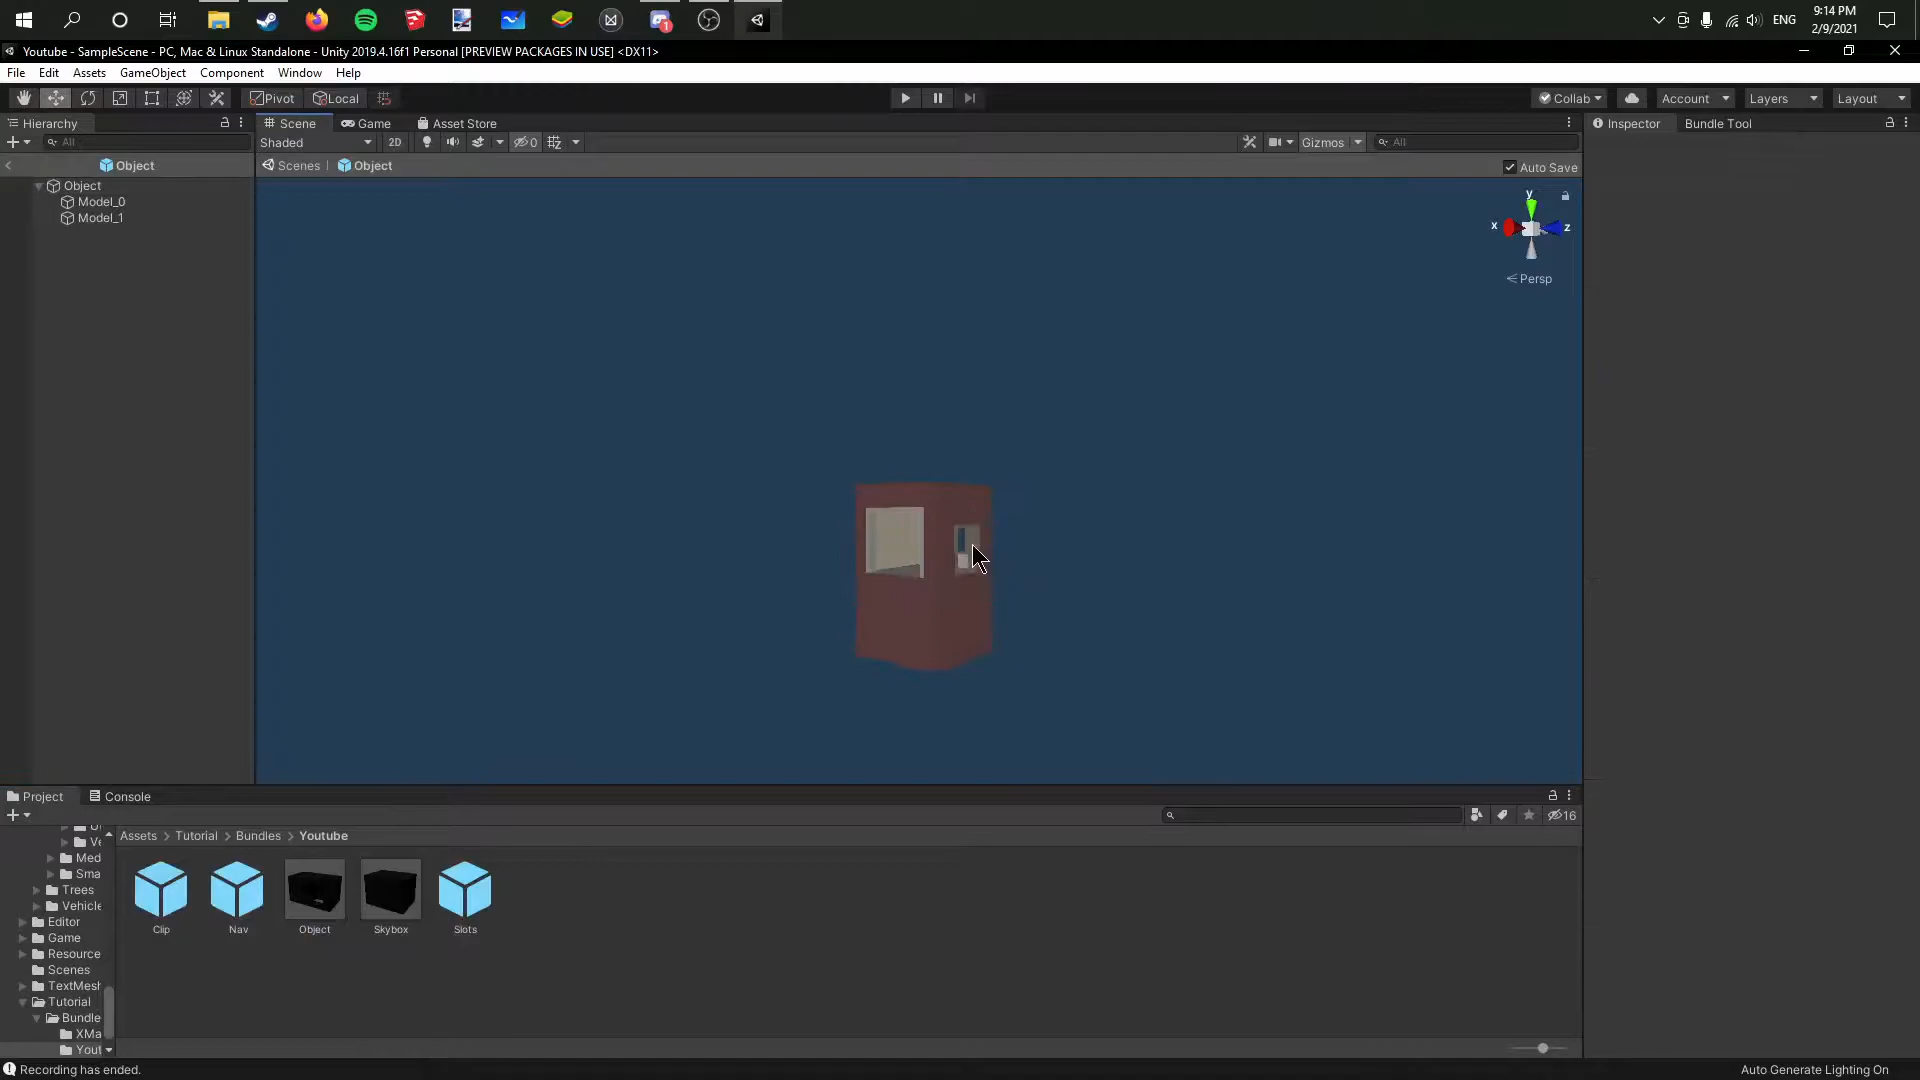 1
ENG
9:14 PM
2/9/2021
Youtube - SampleScene - PC, Mac & Linux Standalone - Unity 2019.4.16f1 Personal [PREVIEW PACKAGES IN USE] <DX11>
File Edit Assets GameObject Component Window Help
Pivot Local Collab Account Layers Layout
Hierarchy Scene Game Asset Store Inspector Bundle Tool
All Shaded 2D 0 Gizmos All
Object Scenes Object Auto Save
Object
Model_0
Model_1
y
x z
Persp
Project Console
16
Assets > Tutorial > Bundles > Youtube
Ve
Med
Sma
Trees
Vehicle
Editor
Game
Resource
Scenes
TextMesh
Tutorial
Bundle
XMa
Yout
Clip Nav Object Skybox Slots
Recording has ended. Auto Generate Lighting On